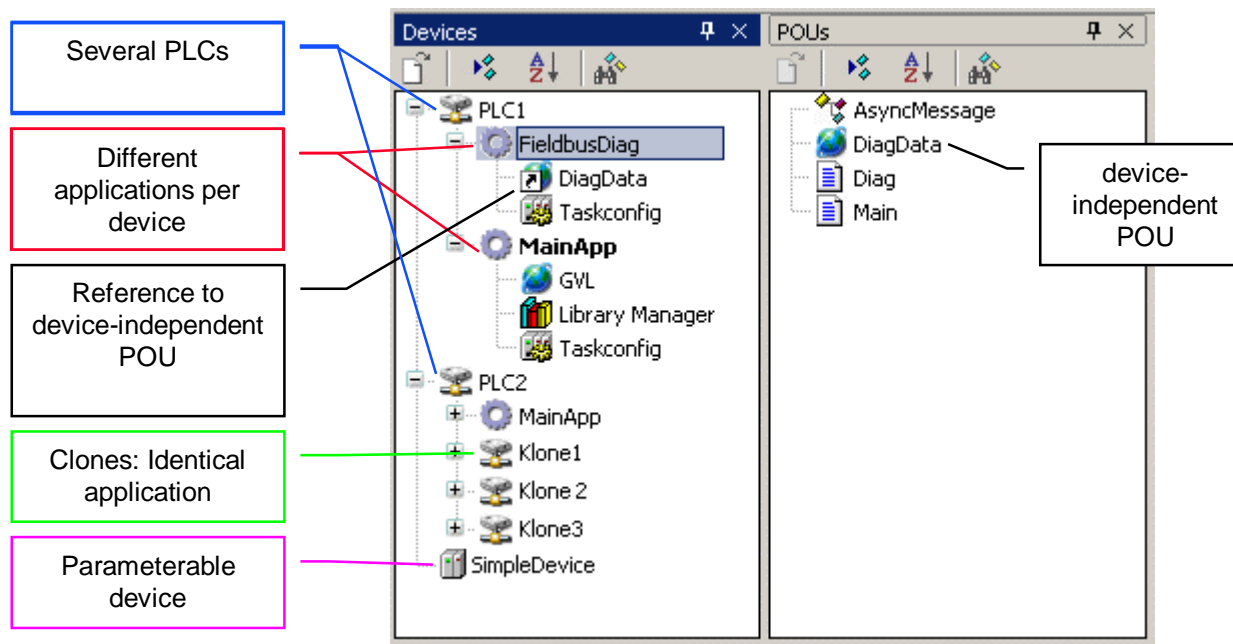 Several PLCs
Different
applications per
device
Reference to
device-independent
POU
Clones: Identical
application
Parameterable
device
Devices
PLC1
FieldbusDiag
DiagData
Taskconfig
MainApp
GVL
Library Manager
Taskconfig
PLC2
MainApp
Klone1
Klone 2
Klone3
SimpleDevice
POUs
AsyncMessage
DiagData
Diag
Main
device-
independent
POU